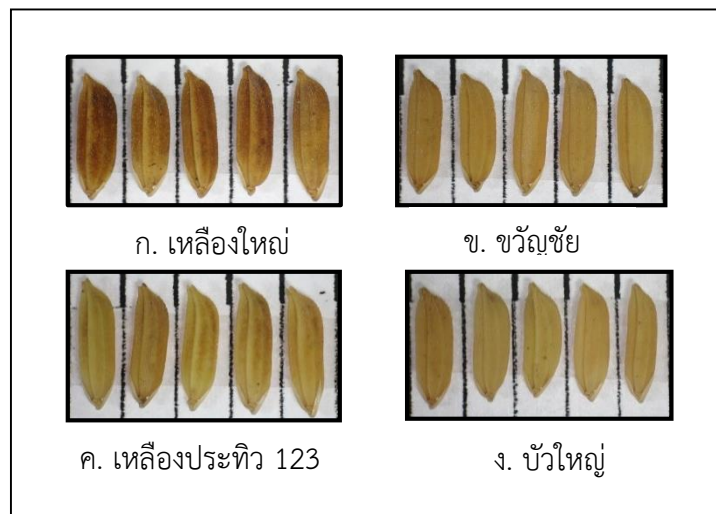 ก. เหลืองใหญ่
ข. ขวัญชัย
ค. เหลืองประทิว 123
ง. บัวใหญ่